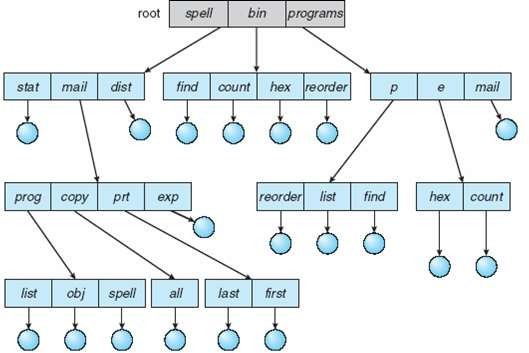 root spell bin programs
stat mail dist find count hex reorder p e mail
prog copy prt exp reorder list find hex count
list obj spell all last first